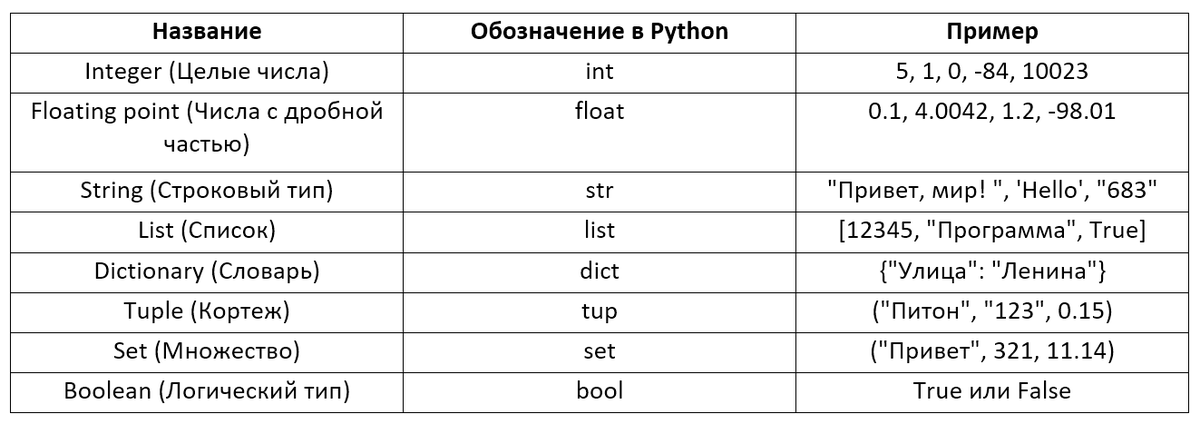 Название Обозначение в Python Пример
Integer (Целые числа) int 5, 1, 0, -84, 10023
Floating point (Числа с дробной частью) float 0.1, 4.0042, 1.2, -98.01
String (Строковый тип) str "Привет, мир! ", 'Hello', "683"
List (Список) list [12345, "Программа", True]
Dictionary (Словарь) dict {"Улица": "Ленина"}
Tuple (Кортеж) tup ("Питон", "123", 0.15)
Set (Множество) set ("Привет", 321, 11.14)
Boolean (Логический тип) bool True или False